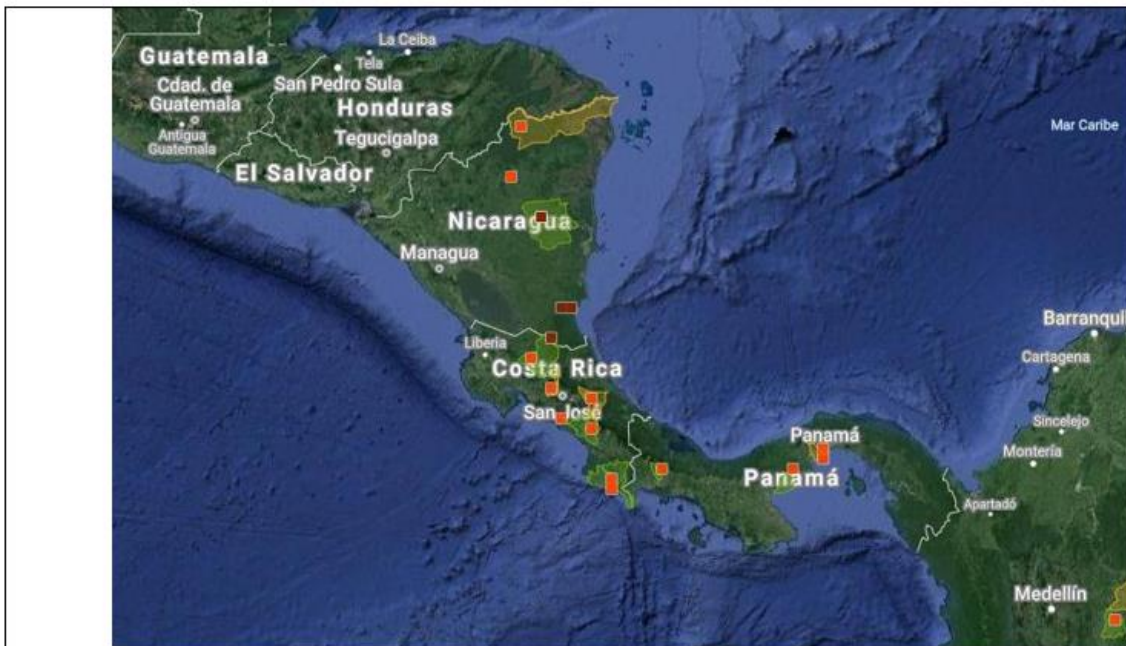 La Ceiba
Guatemala
Tela
Cdad. de
Guatemala
San Pedro Sula
Honduras
Antigua
Guatemala
Tegucigalpa
Mar Caribe
El Salvador
Nicaragua
Managua
Barranquil
Liberia
Cartagena
Costa Rica
San José
Sincelejo
Panamá
Montería
Panamá
Apartadó
Medellín